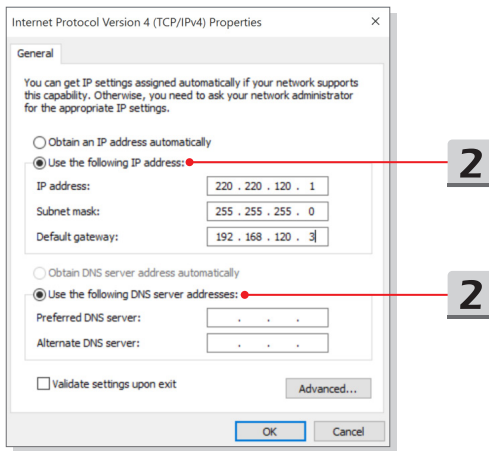 Internet Protocol Version 4 (TCP/IPv4) Properties
General
You can get IP settings assigned automatically if your network supports
this capability. Otherwise, you need to ask your network administrator
for the appropriate IP settings.
Obtain an IP address automatically
Use the following IP address:
2
IP address: 220 . 220 . 120 . 1
Subnet mask: 255 . 255 . 255 . 0
Default gateway: 192 . 168 . 120 . 3
Obtain DNS server address automatically
Use the following DNS server addresses:
2
Preferred DNS server: . . .
Alternate DNS server: . . .
Validate settings upon exit
Advanced...
OK Cancel